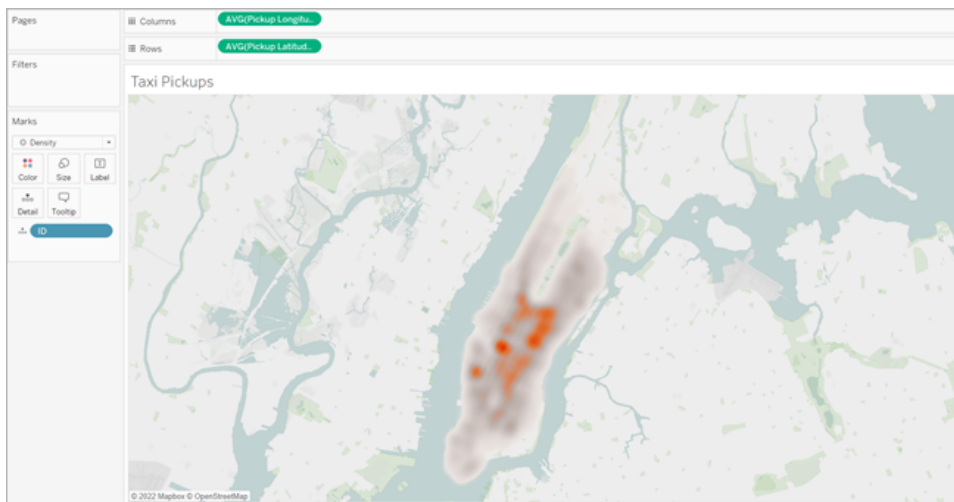 Pages
Columns
AVG(Pickup Longitu..
Rows
AVG(Pickup Latitud..
Filters
Taxi Pickups
Marks
Density
Color Size Label
Detail Tooltip
ID
© 2022 Mapbox © OpenStreetMap